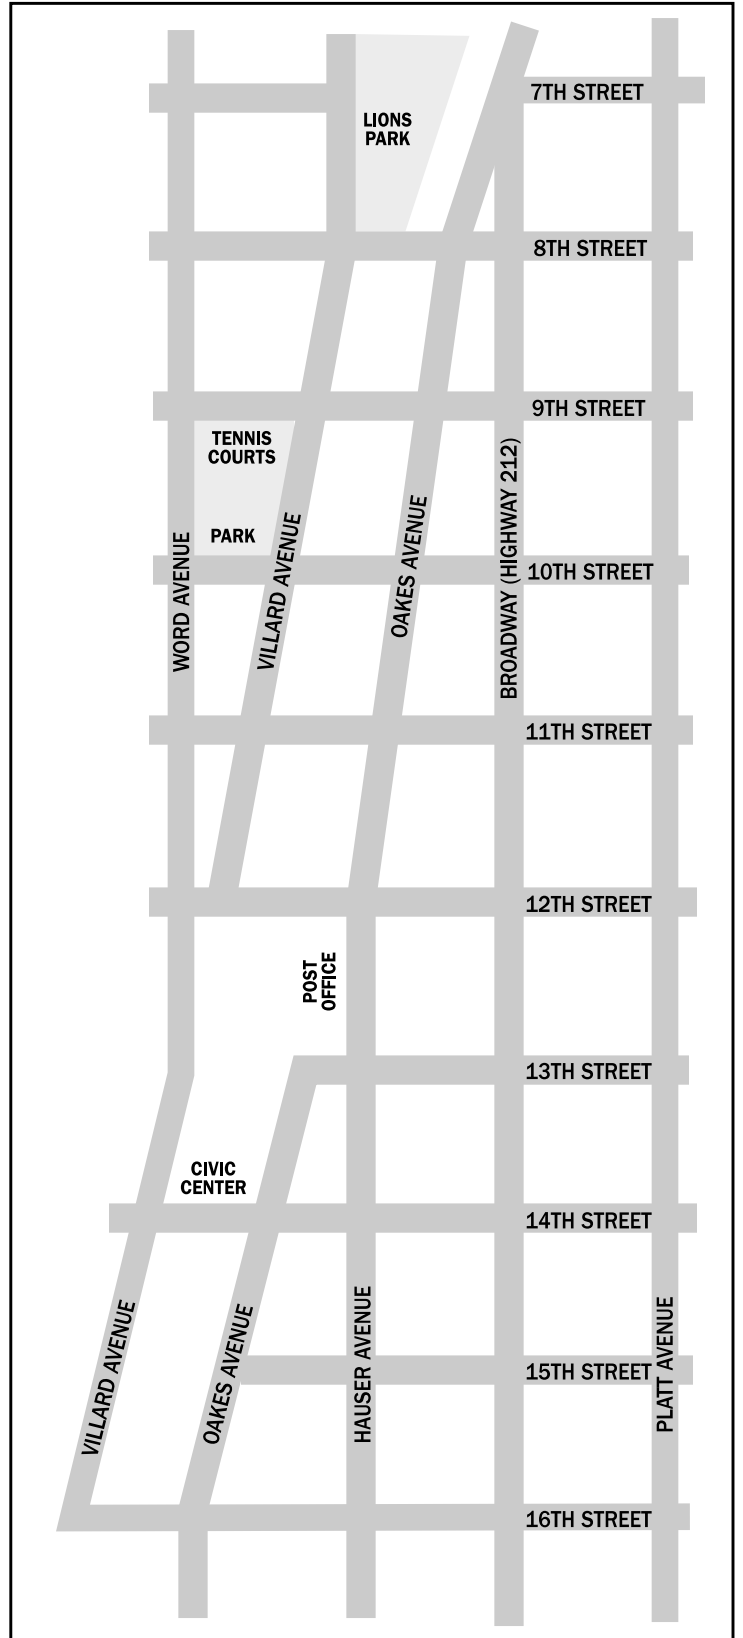 7TH STREET
LIONS
PARK
8TH STREET
9TH STREET
TENNIS
COURTS
PARK
WORD AVENUE
VILLARD AVENUE
OAKES AVENUE
BROADWAY (HIGHWAY 212)
10TH STREET
11TH STREET
12TH STREET
POST
OFFICE
13TH STREET
CIVIC
CENTER
14TH STREET
VILLARD AVENUE
OAKES AVENUE
HAUSER AVENUE
PLATT AVENUE
15TH STREET
16TH STREET